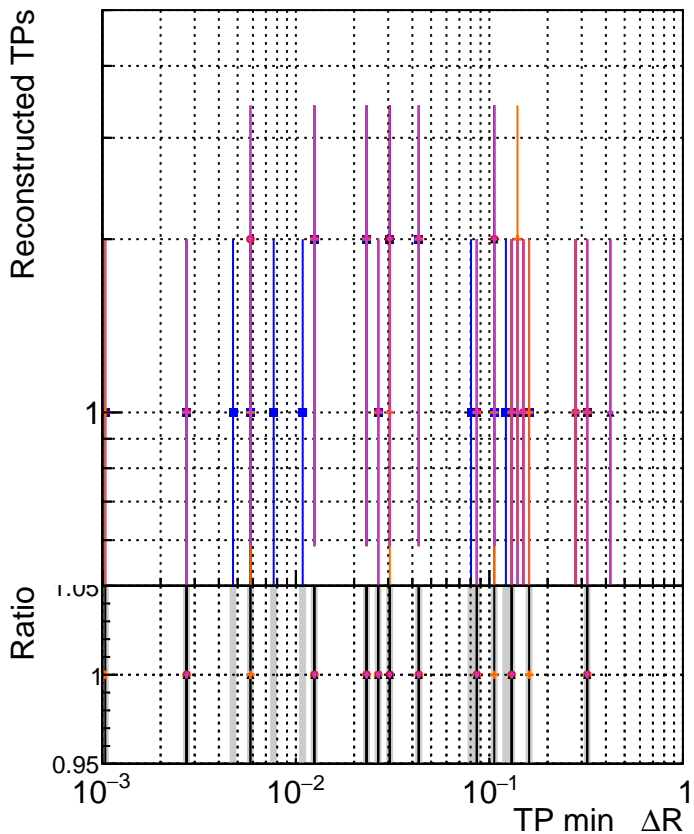 Reconstructed TPs
1
Ratio
1.05
1
0.95
10⁻³
10⁻²
10⁻¹
1
TP min ΔR